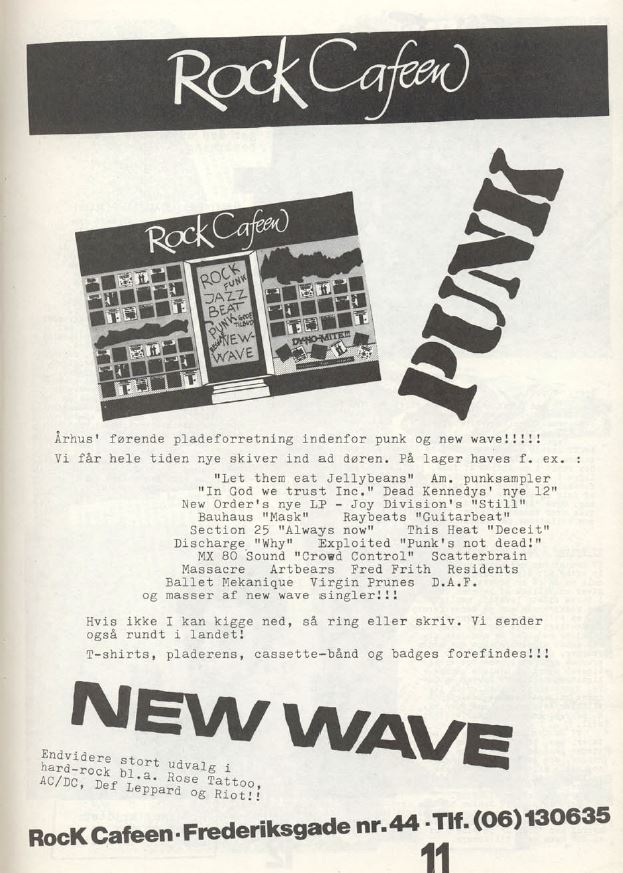 Rock Cafeen
PUNK
Rock Cafeen
ROCK
FUNK
JAZZ
BEAT
PUNK GODE
TILBUD
NEW-
WAVE
DY-NO-MITE!!!
Århus' førende pladeforretning indenfor punk og new wave!!!!!
Vi får hele tiden nye skiver ind ad døren. På lager haves f. ex. :
"Let them eat Jellybeans" Am. punksampler
"In God we trust Inc." Dead Kennedys' nye 12"
New Order's nye LP - Joy Division's "Still"
Bauhaus "Mask" Raybeats "Guitarbeat"
Section 25 "Always now" This Heat "Deceit"
Discharge "Why" Exploited "Punk's not dead!"
MX 80 Sound "Crowd Control" Scatterbrain
Massacre Artbears Fred Frith Residents
Ballet Mekanique Virgin Prunes D.A.F.
og masser af new wave singler!!!
Hvis ikke I kan kigge ned, så ring eller skriv. Vi sender
også rundt i landet!
T-shirts, pladerens, cassette-bånd og badges forefindes!!!
NEW WAVE
Endvidere stort udvalg i
hard-rock bl.a. Rose Tattoo,
AC/DC, Def Leppard og Riot!!
RocK Cafeen·Frederiksgade nr. 44 · Tlf. (06) 130635
11